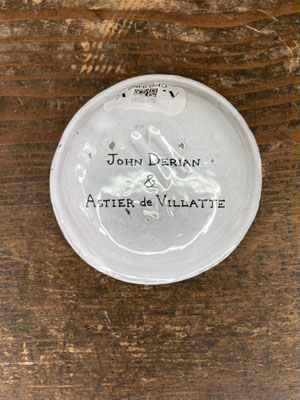 John Derian
&
Astier de Villatte